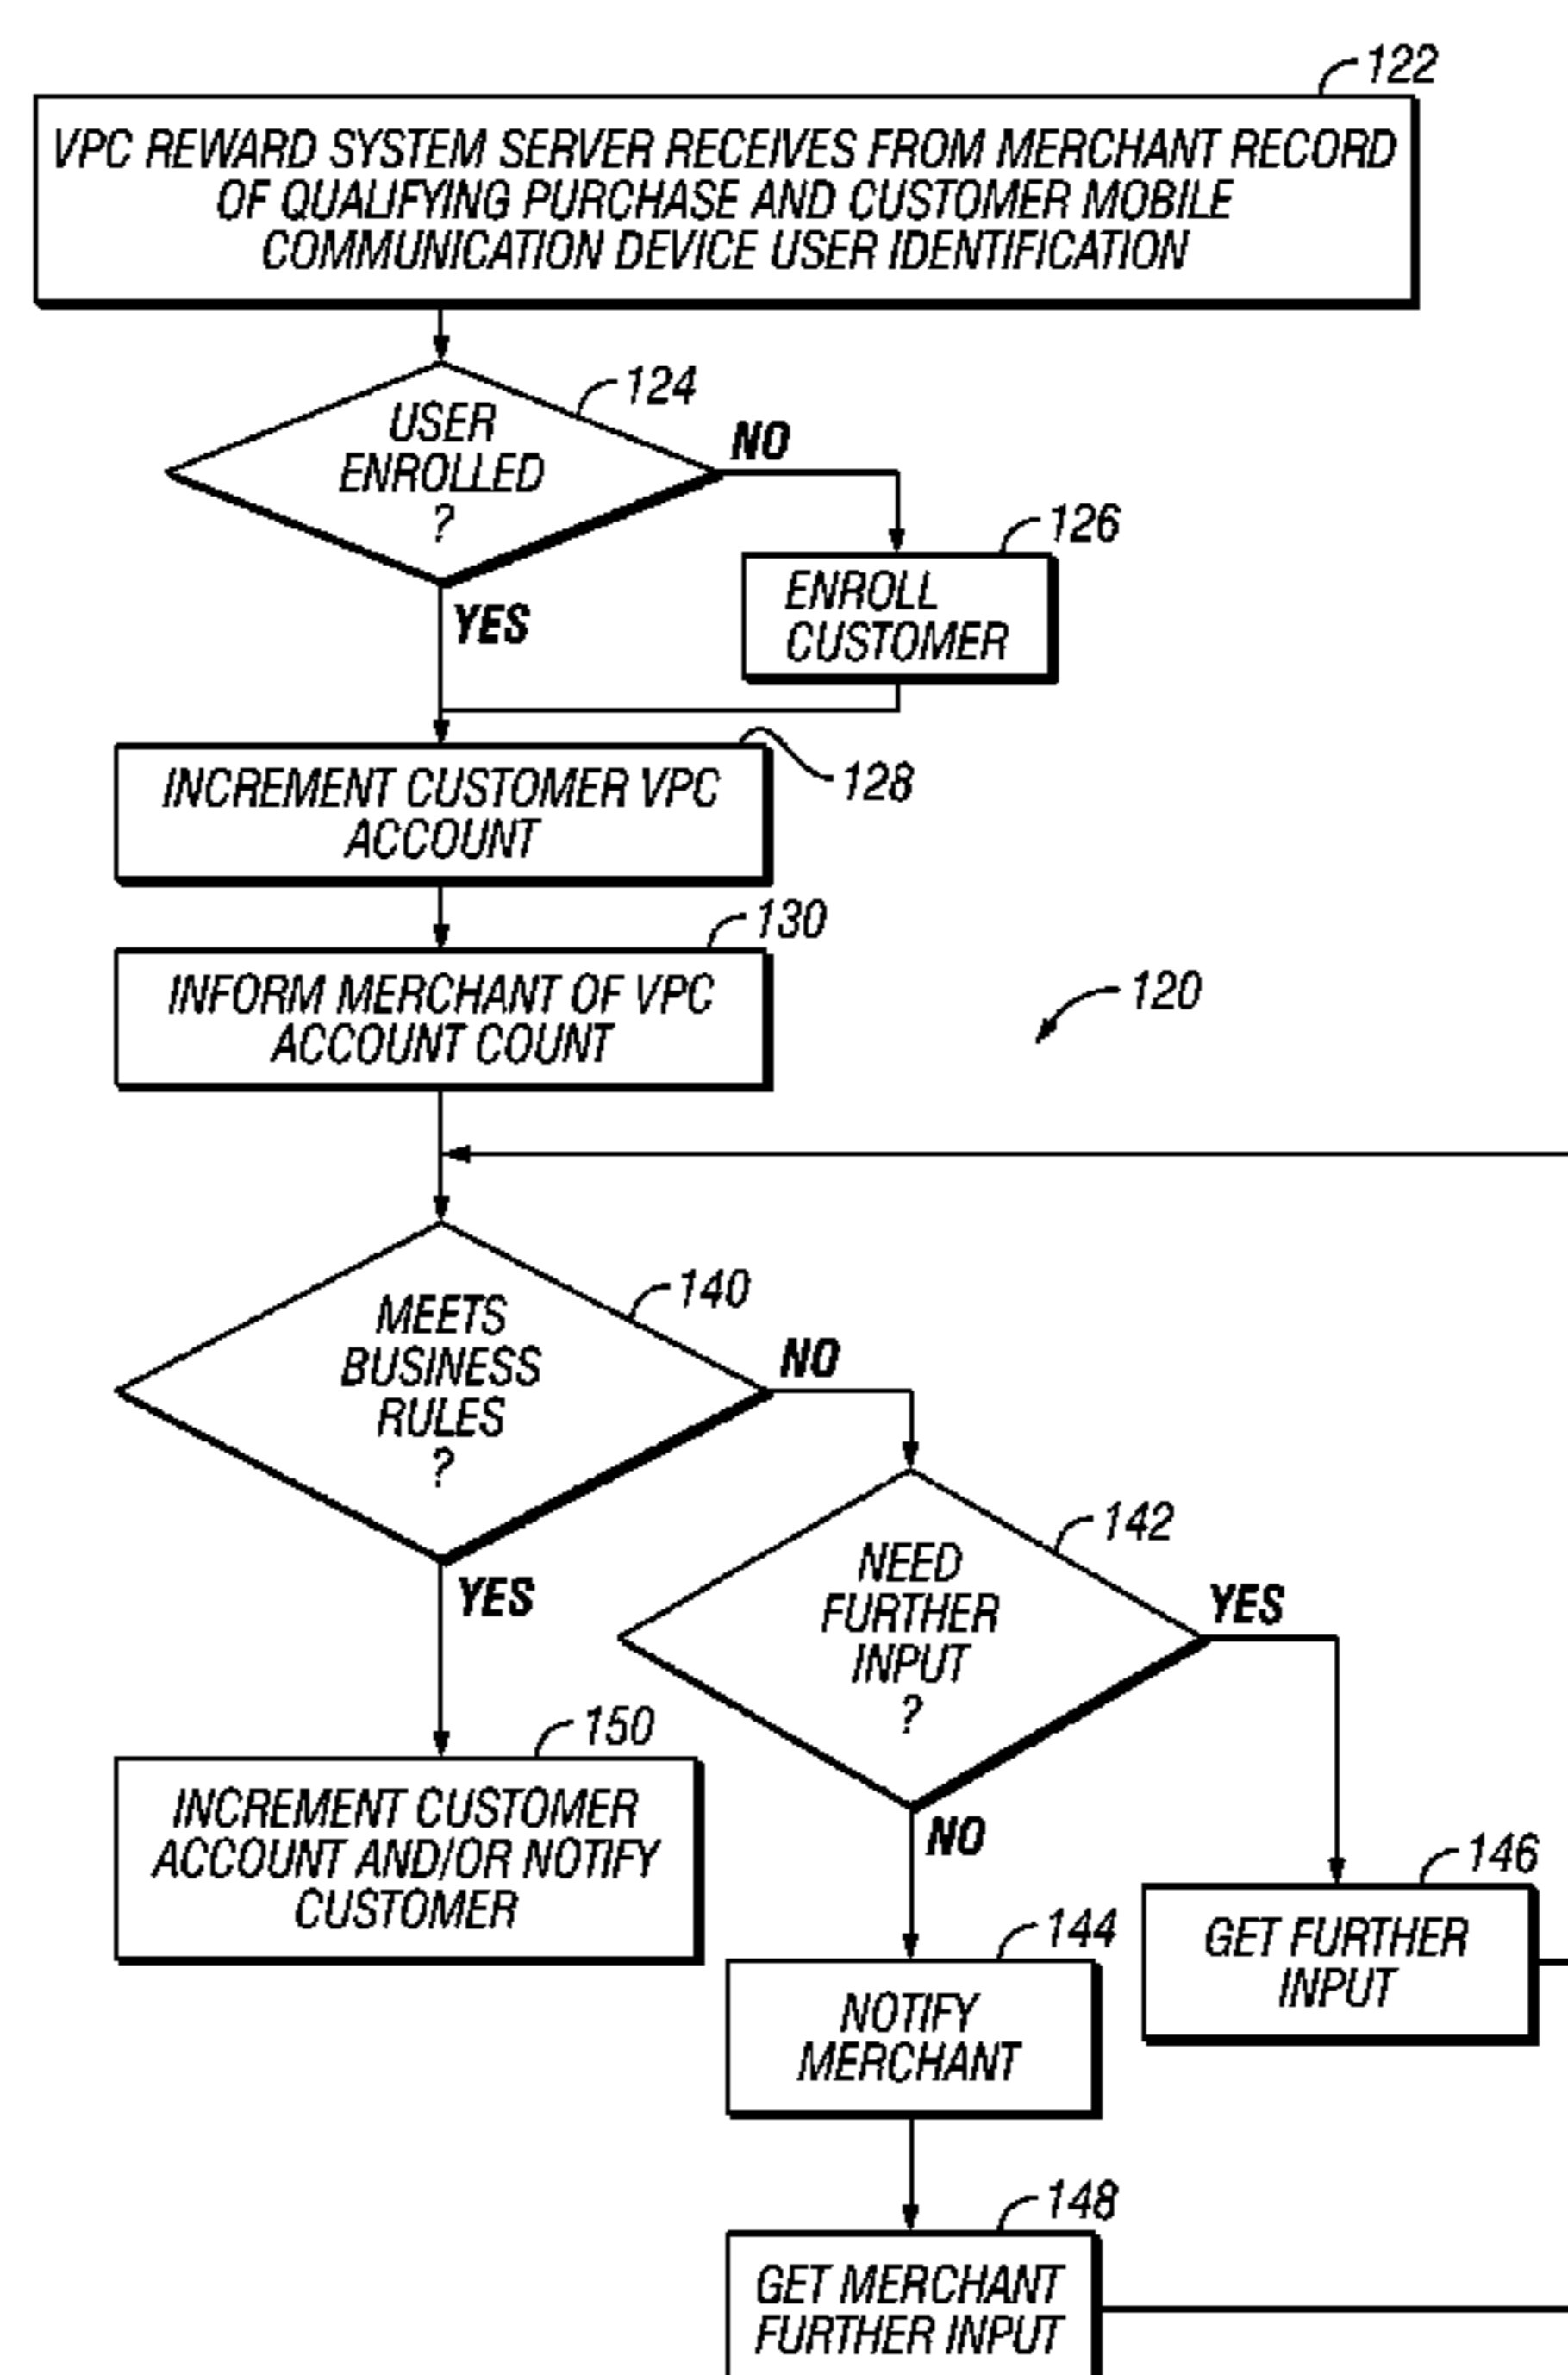 122
VPC REWARD SYSTEM SERVER RECEIVES FROM MERCHANT RECORD
OF QUALIFYING PURCHASE AND CUSTOMER MOBILE
COMMUNICATION DEVICE USER IDENTIFICATION
124
USER
ENROLLED
?
NO
126
ENROLL
CUSTOMER
YES
128
INCREMENT CUSTOMER VPC
ACCOUNT
130
INFORM MERCHANT OF VPC
ACCOUNT COUNT
120
140
MEETS
BUSINESS
RULES
?
NO
142
NEED
FURTHER
INPUT
?
YES
YES
150
INCREMENT CUSTOMER
ACCOUNT AND/OR NOTIFY
CUSTOMER
NO
146
GET FURTHER
INPUT
144
NOTIFY
MERCHANT
148
GET MERCHANT
FURTHER INPUT